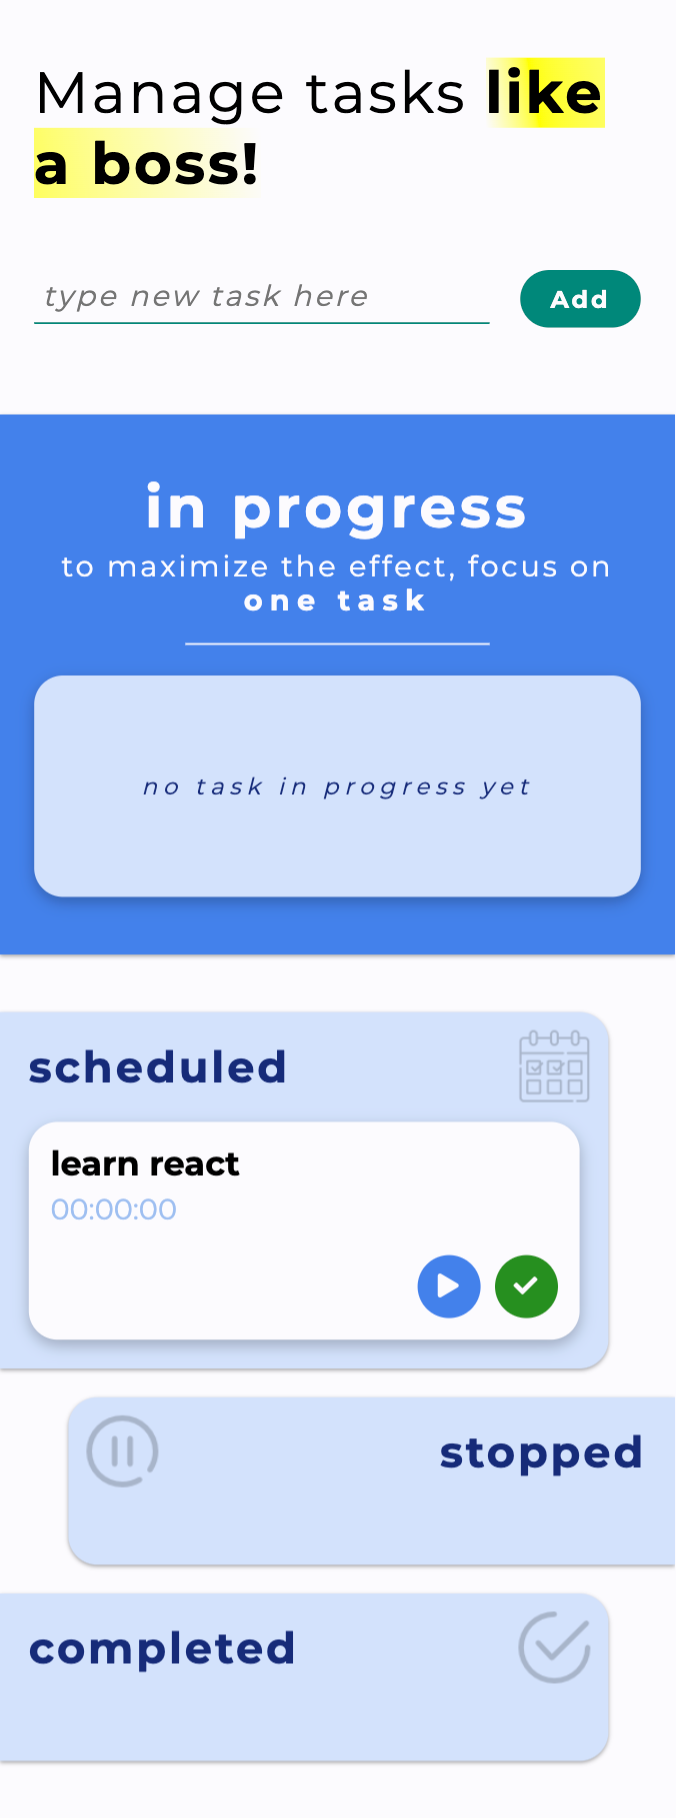 Manage tasks like
a boss!
type new task here
Add
in progress
to maximize the effect, focus on
one task
no task in progress yet
scheduled
learn react
00:00:00
stopped
completed